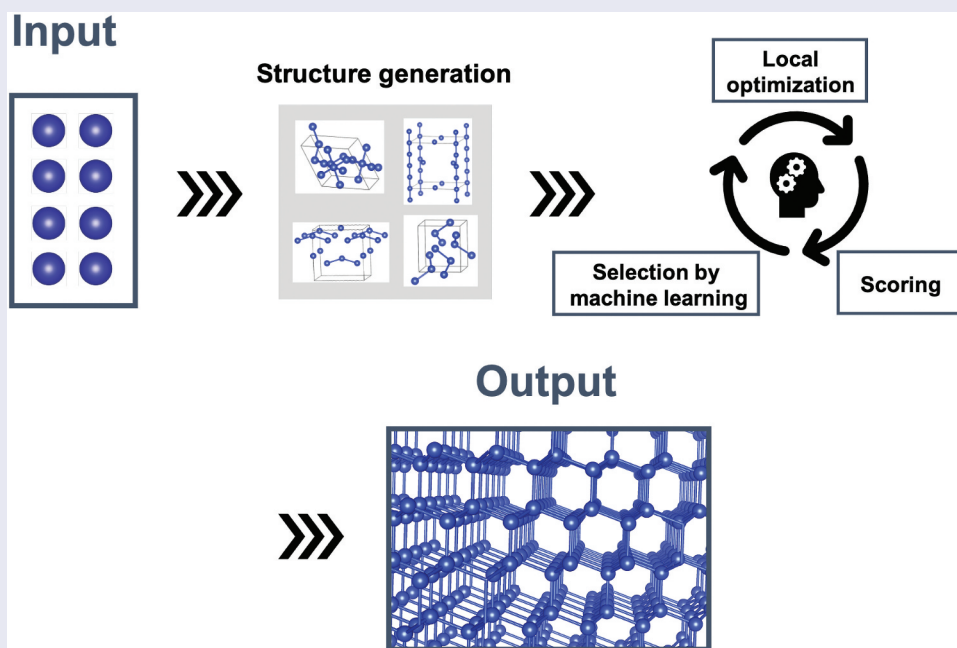 Input
Structure generation
Local
optimization
Selection by
machine learning
Scoring
Output